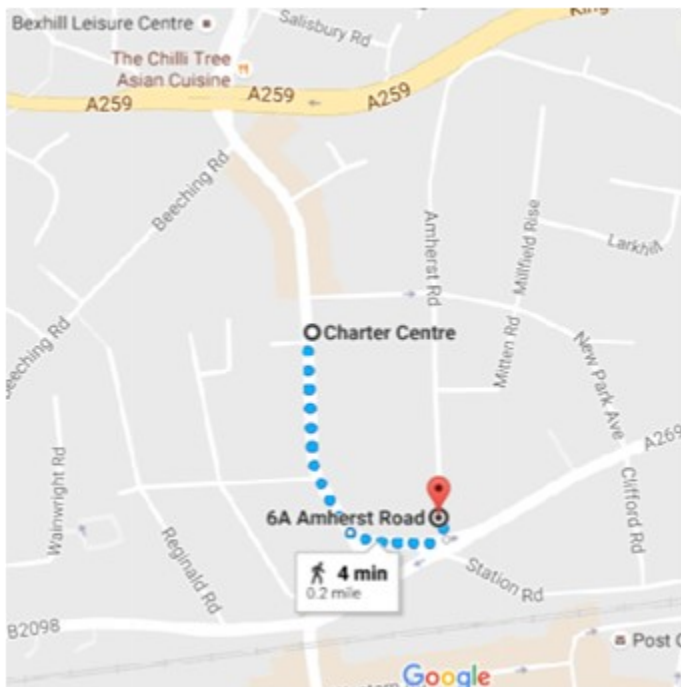 Bexhill Leisure Centre
Salisbury Rd
The Chilli Tree
Asian Cuisine
A259
A259
A259
Beeching Rd
Amherst Rd
Millfield Rise
Larkhill
Charter Centre
Beeching Rd
Mitten Rd
New Park Ave
A269
Wainwright Rd
6A Amherst Road
Clifford Rd
Reginald Rd
4 min
0.2 mile
Station Rd
B2098
Post
Google